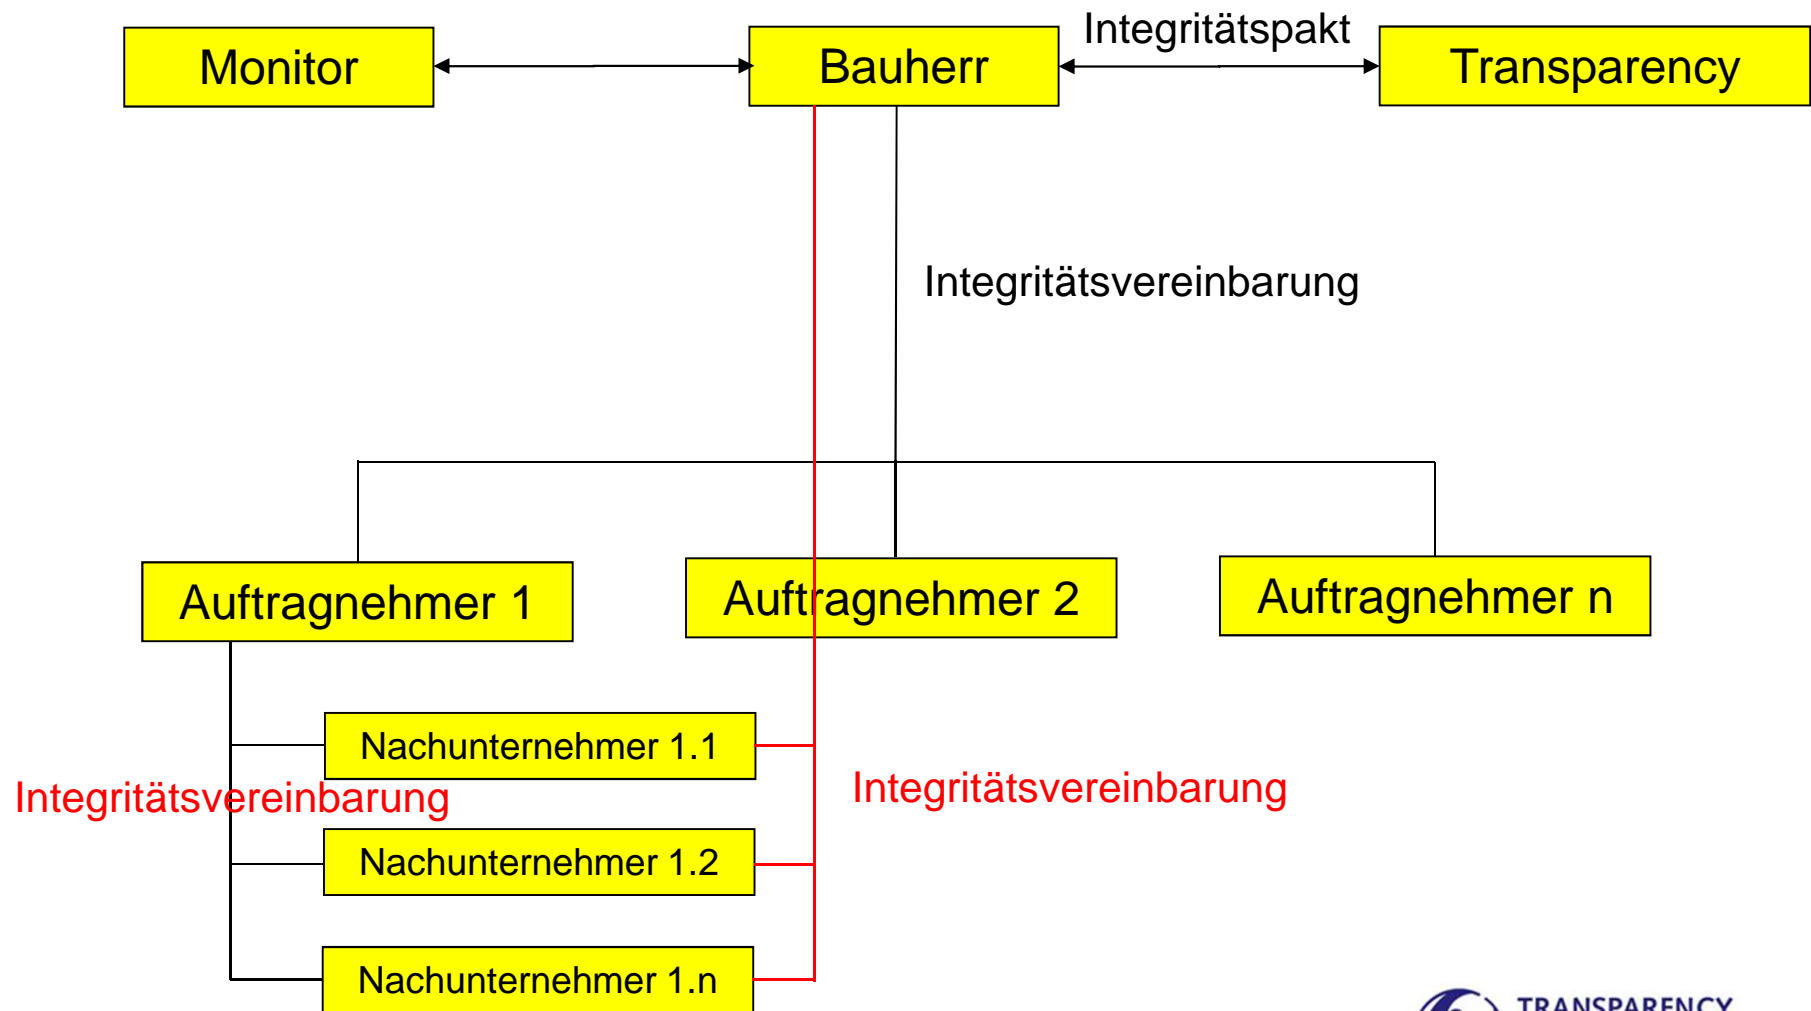 Integritätspakt
Monitor
Bauherr
Transparency
Integritätsvereinbarung
Auftragnehmer 1
Auftragnehmer 2
Auftragnehmer n
Nachunternehmer 1.1
Integritätsvereinbarung
Integritätsvereinbarung
Nachunternehmer 1.2
Nachunternehmer 1.n
TRANSPARENCY